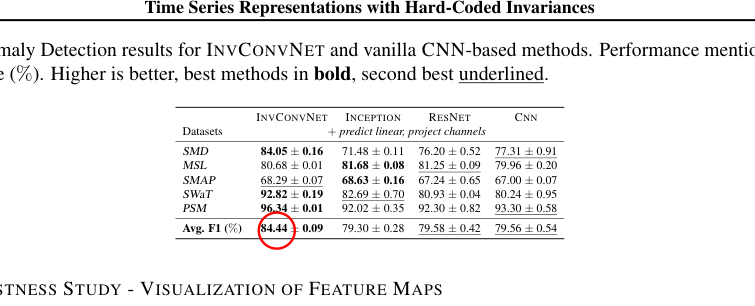 Time Series Representations with Hard-Coded Invariances
maly Detection results for INVCONVNET and vanilla CNN-based methods. Performance mentio
e (%). Higher is better, best methods in bold, second best underlined.
INVCONVNET INCEPTION RESNET CNN
Datasets + predict linear, project channels
SMD 84.05 ± 0.16 71.48 ± 0.11 76.20 ± 0.52 77.31 ± 0.91
MSL 80.68 ± 0.01 81.68 ± 0.08 81.25 ± 0.09 79.96 ± 0.20
SMAP 68.29 ± 0.07 68.63 ± 0.16 67.24 ± 0.65 67.00 ± 0.07
SWaT 92.82 ± 0.19 82.69 ± 0.70 80.93 ± 0.04 80.24 ± 0.95
PSM 96.34 ± 0.01 92.02 ± 0.35 92.30 ± 0.82 93.30 ± 0.58
Avg. F1 (%) 84.44 ± 0.09 79.30 ± 0.28 79.58 ± 0.42 79.56 ± 0.54
STNESS STUDY - VISUALIZATION OF FEATURE MAPS